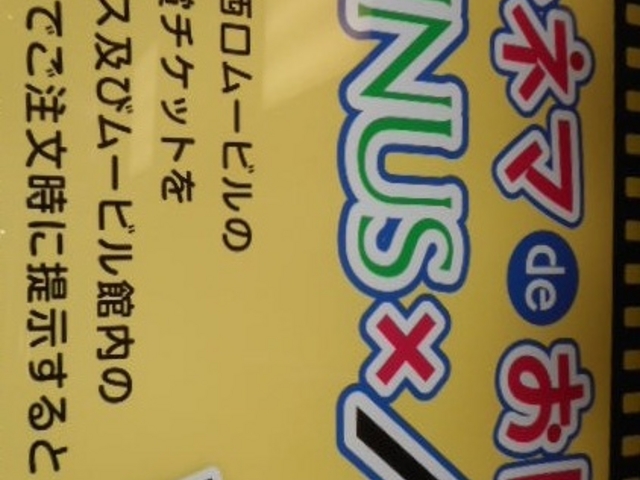 ネマ de お
NUS×
西口ムービルの
チケットを
ス及びムービル館内の
でご注文時に提示すると